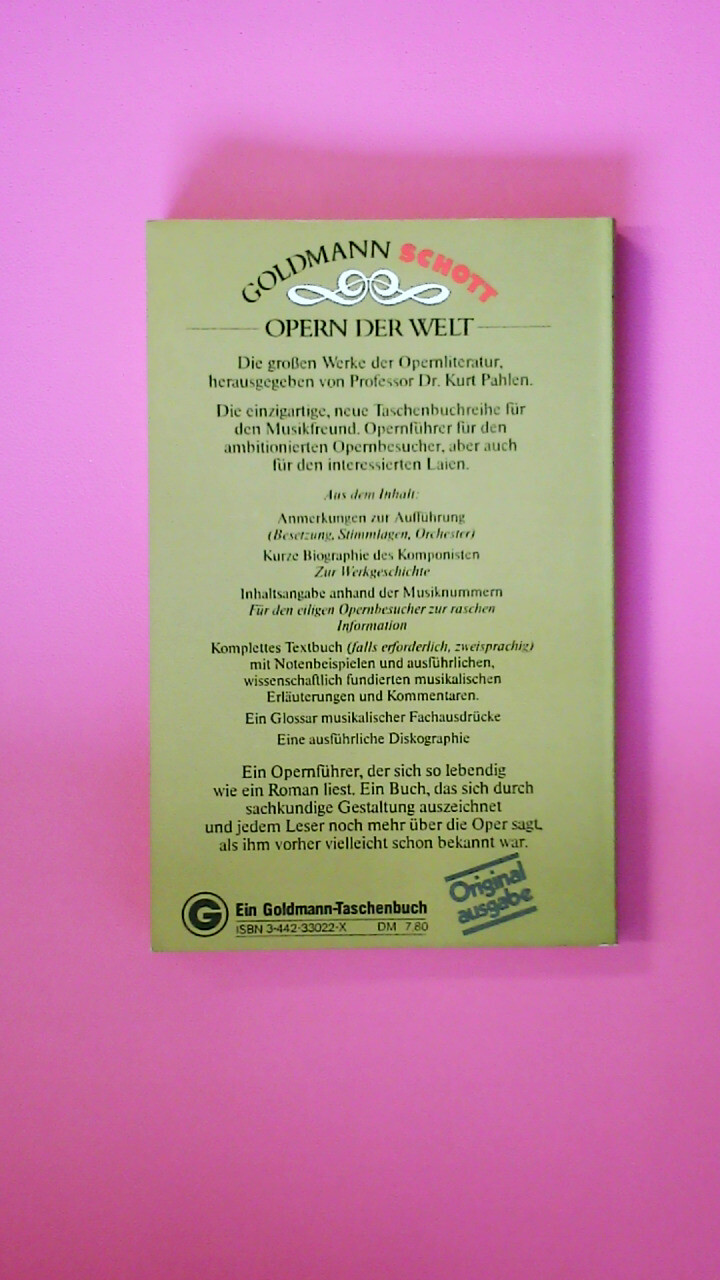 GOLDMANN SCHOTT
OPERN DER WELT
Die großen Werke der Opernliteratur,
herausgegeben von Professor Dr. Kurt Pahlen.
Die einzigartige, neue Taschenbuchreihe für
den Musikfreund. Opernführer für den
ambitionierten Opernbesucher, aber auch
für den interessierten Laien.
Aus dem Inhalt:
Anmerkungen zur Aufführung
(Besetzung, Stimmlagen, Orchester)
Kurze Biographie des Komponisten
Zur Werkgeschichte
Inhaltsangabe anhand der Musiknummern
Für den eiligen Opernbesucher zur raschen
Information
Komplettes Textbuch (falls erforderlich, zweisprachig)
mit Notenbeispielen und ausführlichen,
wissenschaftlich fundierten musikalischen
Erläuterungen und Kommentaren.
Ein Glossar musikalischer Fachausdrücke
Eine ausführliche Diskographie
Ein Opernführer, der sich so lebendig
wie ein Roman liest. Ein Buch, das sich durch
sachkundige Gestaltung auszeichnet
und jedem Leser noch mehr über die Oper sagt,
als ihm vorher vielleicht schon bekannt war.
Original
ausgabe
G
Ein Goldmann-Taschenbuch
ISBN 3-442-33022-X DM 7.80